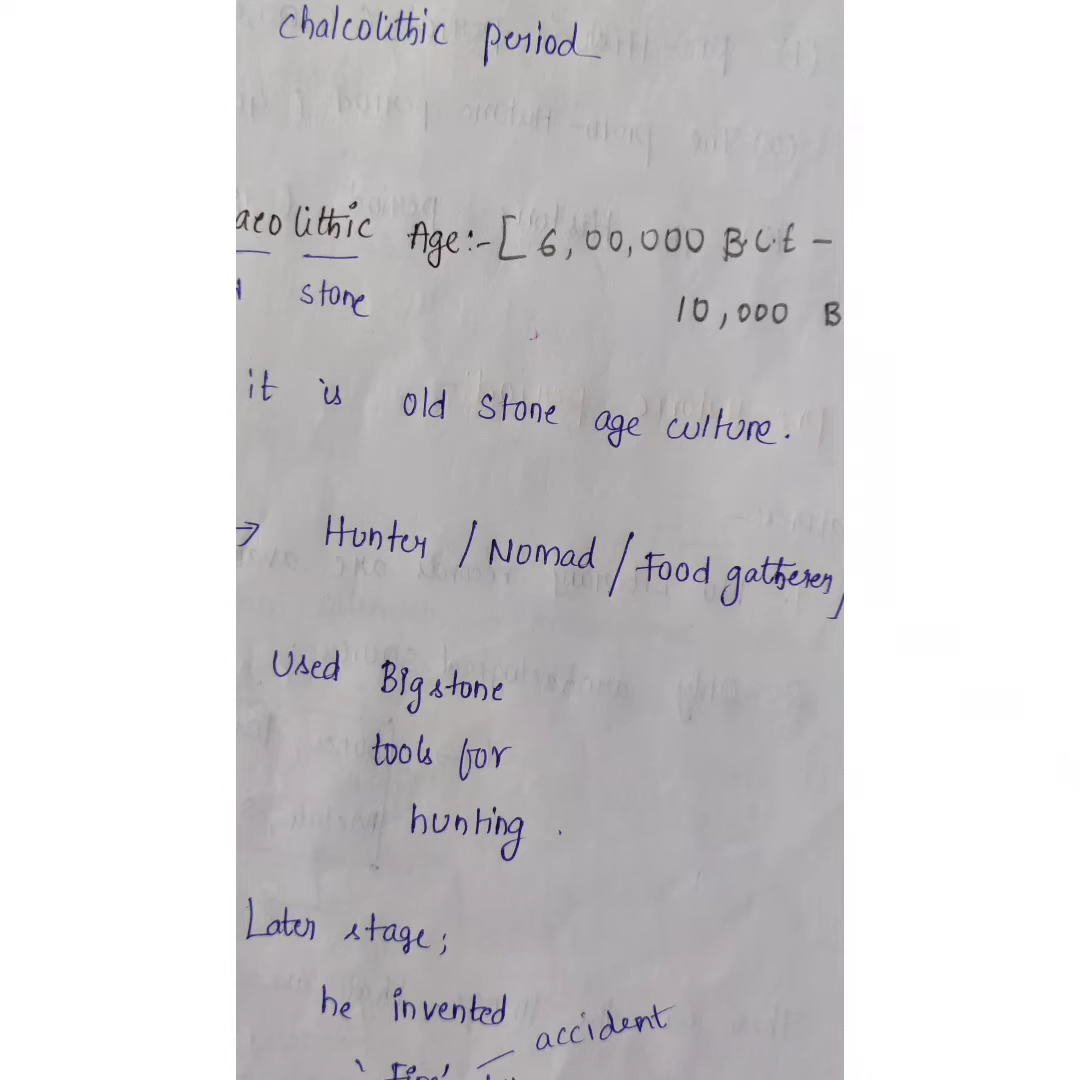 Chalcolithic period
aeolithic Age:- [ 6,00,000 BCE -
stone 10,000 B
it is old stone age culture.
→ Hunter / Nomad / Food gatherer /
Used Big stone
tools for
hunting.
Later stage;
he invented
accident